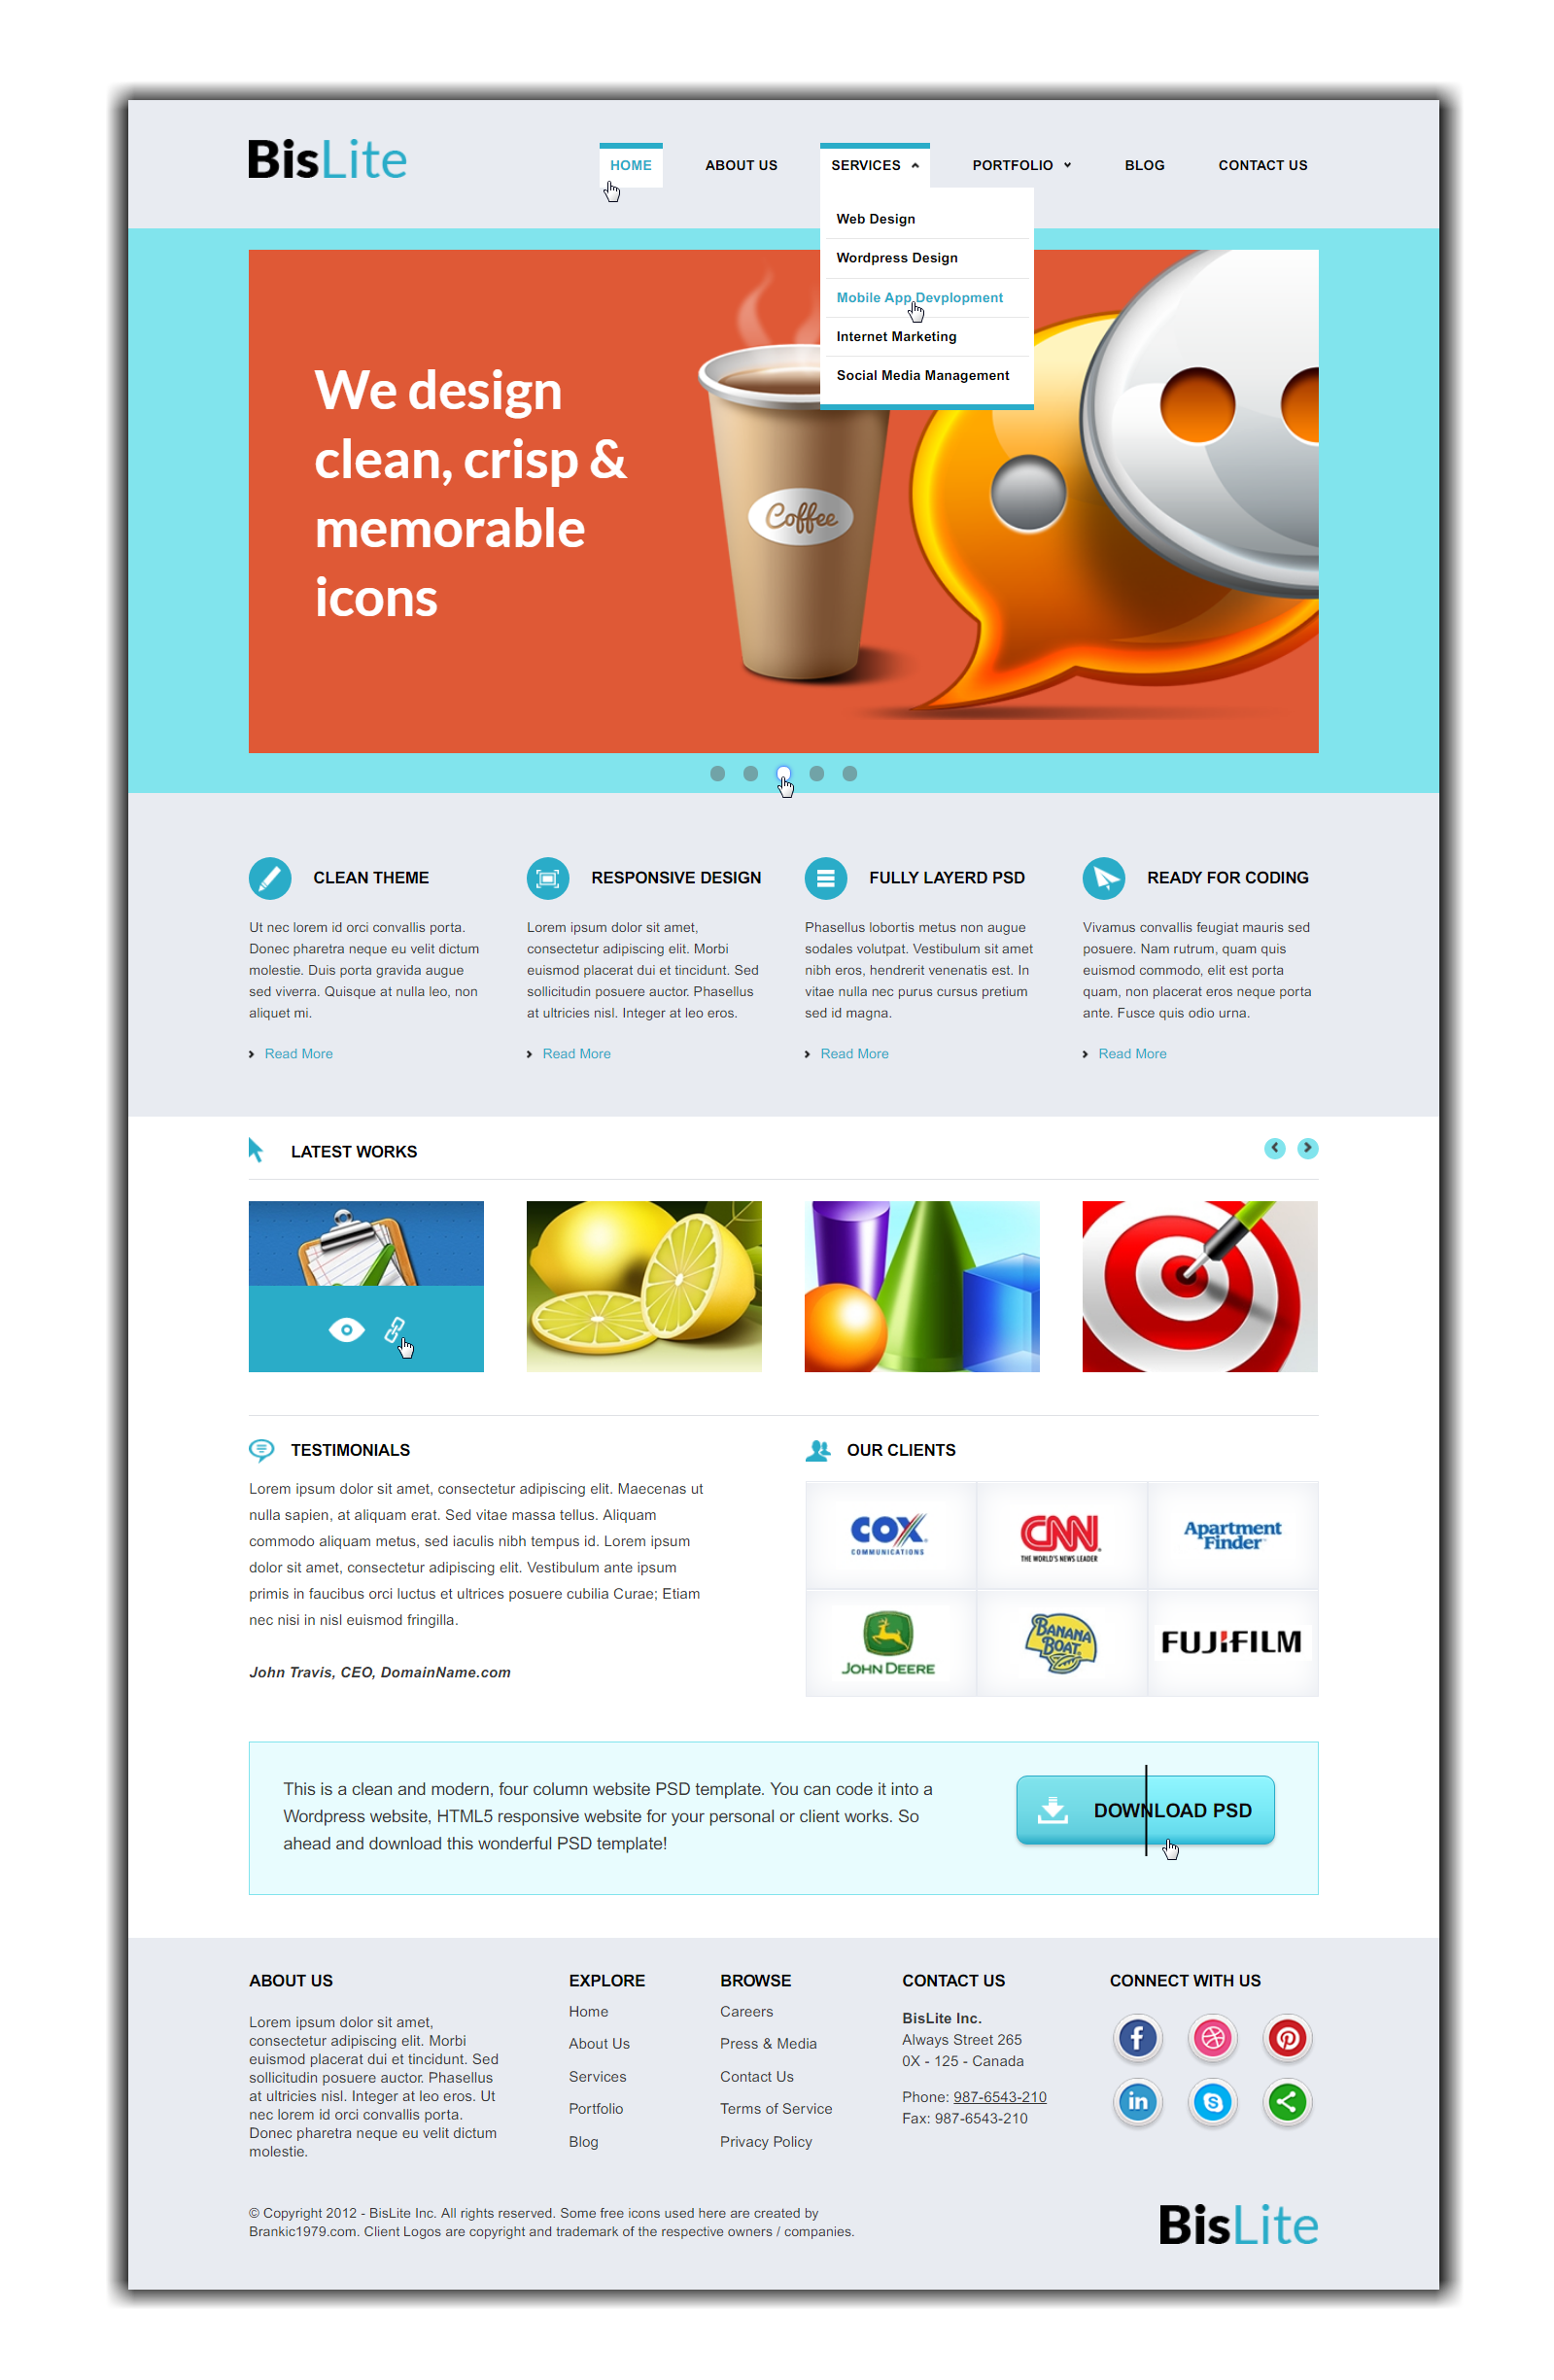 BisLite
HOME ABOUT US SERVICES PORTFOLIO BLOG CONTACT US
Web Design
Wordpress Design
Mobile App Devplopment
Internet Marketing
Social Media Management
We design
clean, crisp &
memorable
icons
Coffee
CLEAN THEME
Ut nec lorem id orci convallis porta.
Donec pharetra neque eu velit dictum
molestie. Duis porta gravida augue
sed viverra. Quisque at nulla leo, non
aliquet mi.
Read More
RESPONSIVE DESIGN
Lorem ipsum dolor sit amet,
consectetur adipiscing elit. Morbi
euismod placerat dui et tincidunt. Sed
sollicitudin posuere auctor. Phasellus
at ultricies nisl. Integer at leo eros.
Read More
FULLY LAYERD PSD
Phasellus lobortis metus non augue
sodales volutpat. Vestibulum sit amet
nibh eros, hendrerit venenatis est. In
vitae nulla nec purus cursus pretium
sed id magna.
Read More
READY FOR CODING
Vivamus convallis feugiat mauris sed
posuere. Nam rutrum, quam quis
euismod commodo, elit est porta
quam, non placerat eros neque porta
ante. Fusce quis odio urna.
Read More
LATEST WORKS
TESTIMONIALS
Lorem ipsum dolor sit amet, consectetur adipiscing elit. Maecenas ut
nulla sapien, at aliquam erat. Sed vitae massa tellus. Aliquam
commodo aliquam metus, sed iaculis nibh tempus id. Lorem ipsum
dolor sit amet, consectetur adipiscing elit. Vestibulum ante ipsum
primis in faucibus orci luctus et ultrices posuere cubilia Curae; Etiam
nec nisi in nisl euismod fringilla.
John Travis, CEO, DomainName.com
OUR CLIENTS
COX
COMMUNICATIONS
CNN
THE WORLD'S NEWS LEADER
Apartment
Finder
JOHN DEERE
BANANA
BOAT
FUJIFILM
This is a clean and modern, four column website PSD template. You can code it into a
Wordpress website, HTML5 responsive website for your personal or client works. So
ahead and download this wonderful PSD template!
DOWNLOAD PSD
ABOUT US
Lorem ipsum dolor sit amet,
consectetur adipiscing elit. Morbi
euismod placerat dui et tincidunt. Sed
sollicitudin posuere auctor. Phasellus
at ultricies nisl. Integer at leo eros. Ut
nec lorem id orci convallis porta.
Donec pharetra neque eu velit dictum
molestie.
EXPLORE
Home
About Us
Services
Portfolio
Blog
BROWSE
Careers
Press & Media
Contact Us
Terms of Service
Privacy Policy
CONTACT US
BisLite Inc.
Always Street 265
0X - 125 - Canada
Phone: 987-6543-210
Fax: 987-6543-210
CONNECT WITH US
© Copyright 2012 - BisLite Inc. All rights reserved. Some free icons used here are created by
Brankic1979.com. Client Logos are copyright and trademark of the respective owners / companies.
BisLite